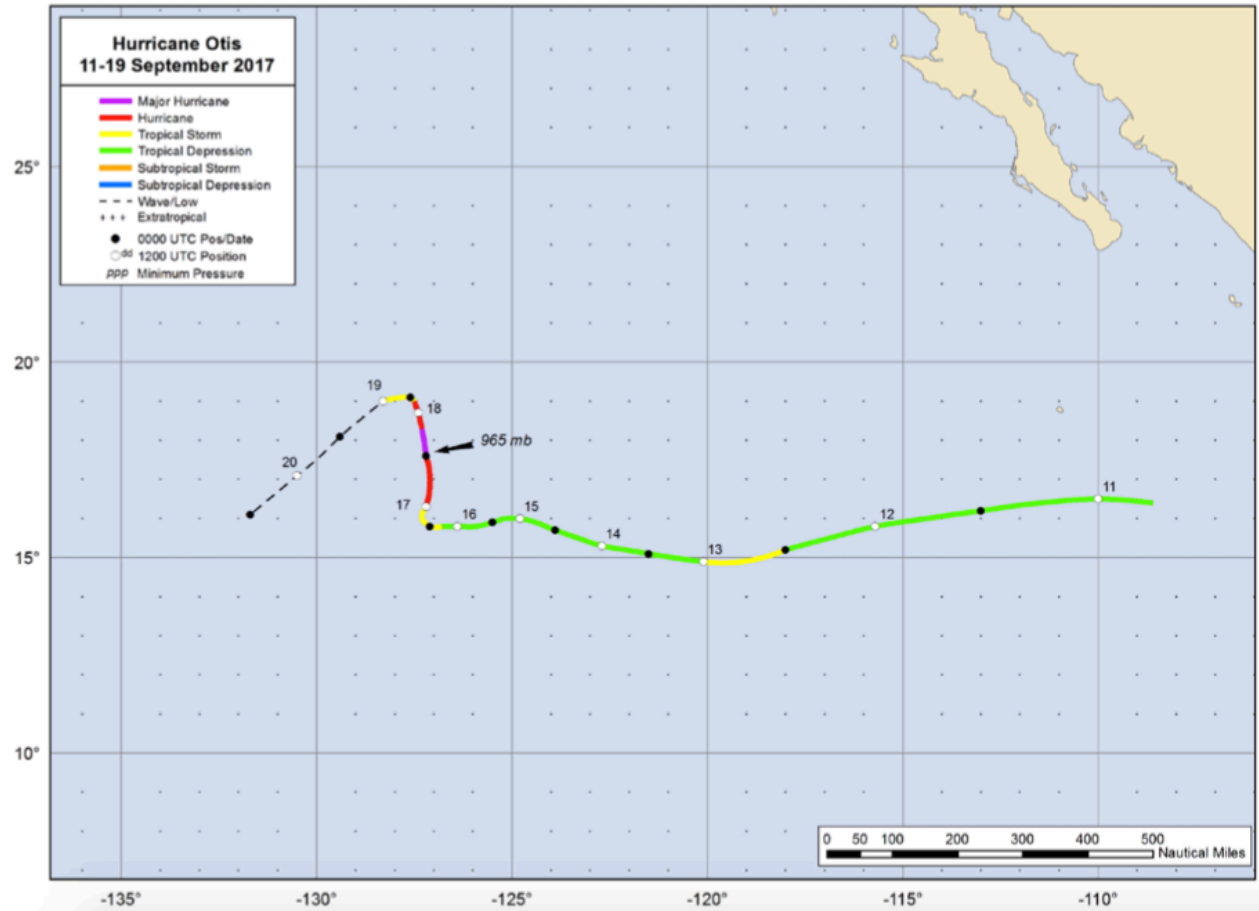 Hurricane Otis
11-19 September 2017
Major Hurricane
Hurricane
Tropical Storm
Tropical Depression
Subtropical Storm
Subtropical Depression
Wave/Low
Extratropical
0000 UTC Pos/Date
dd 1200 UTC Position
ppp Minimum Pressure
25°
20°
19
18
965 mb
20
17
16
15
14
13
12
11
15°
10°
0 50 100 200 300 400 500
Nautical Miles
-135° -130° -125° -120° -115° -110°